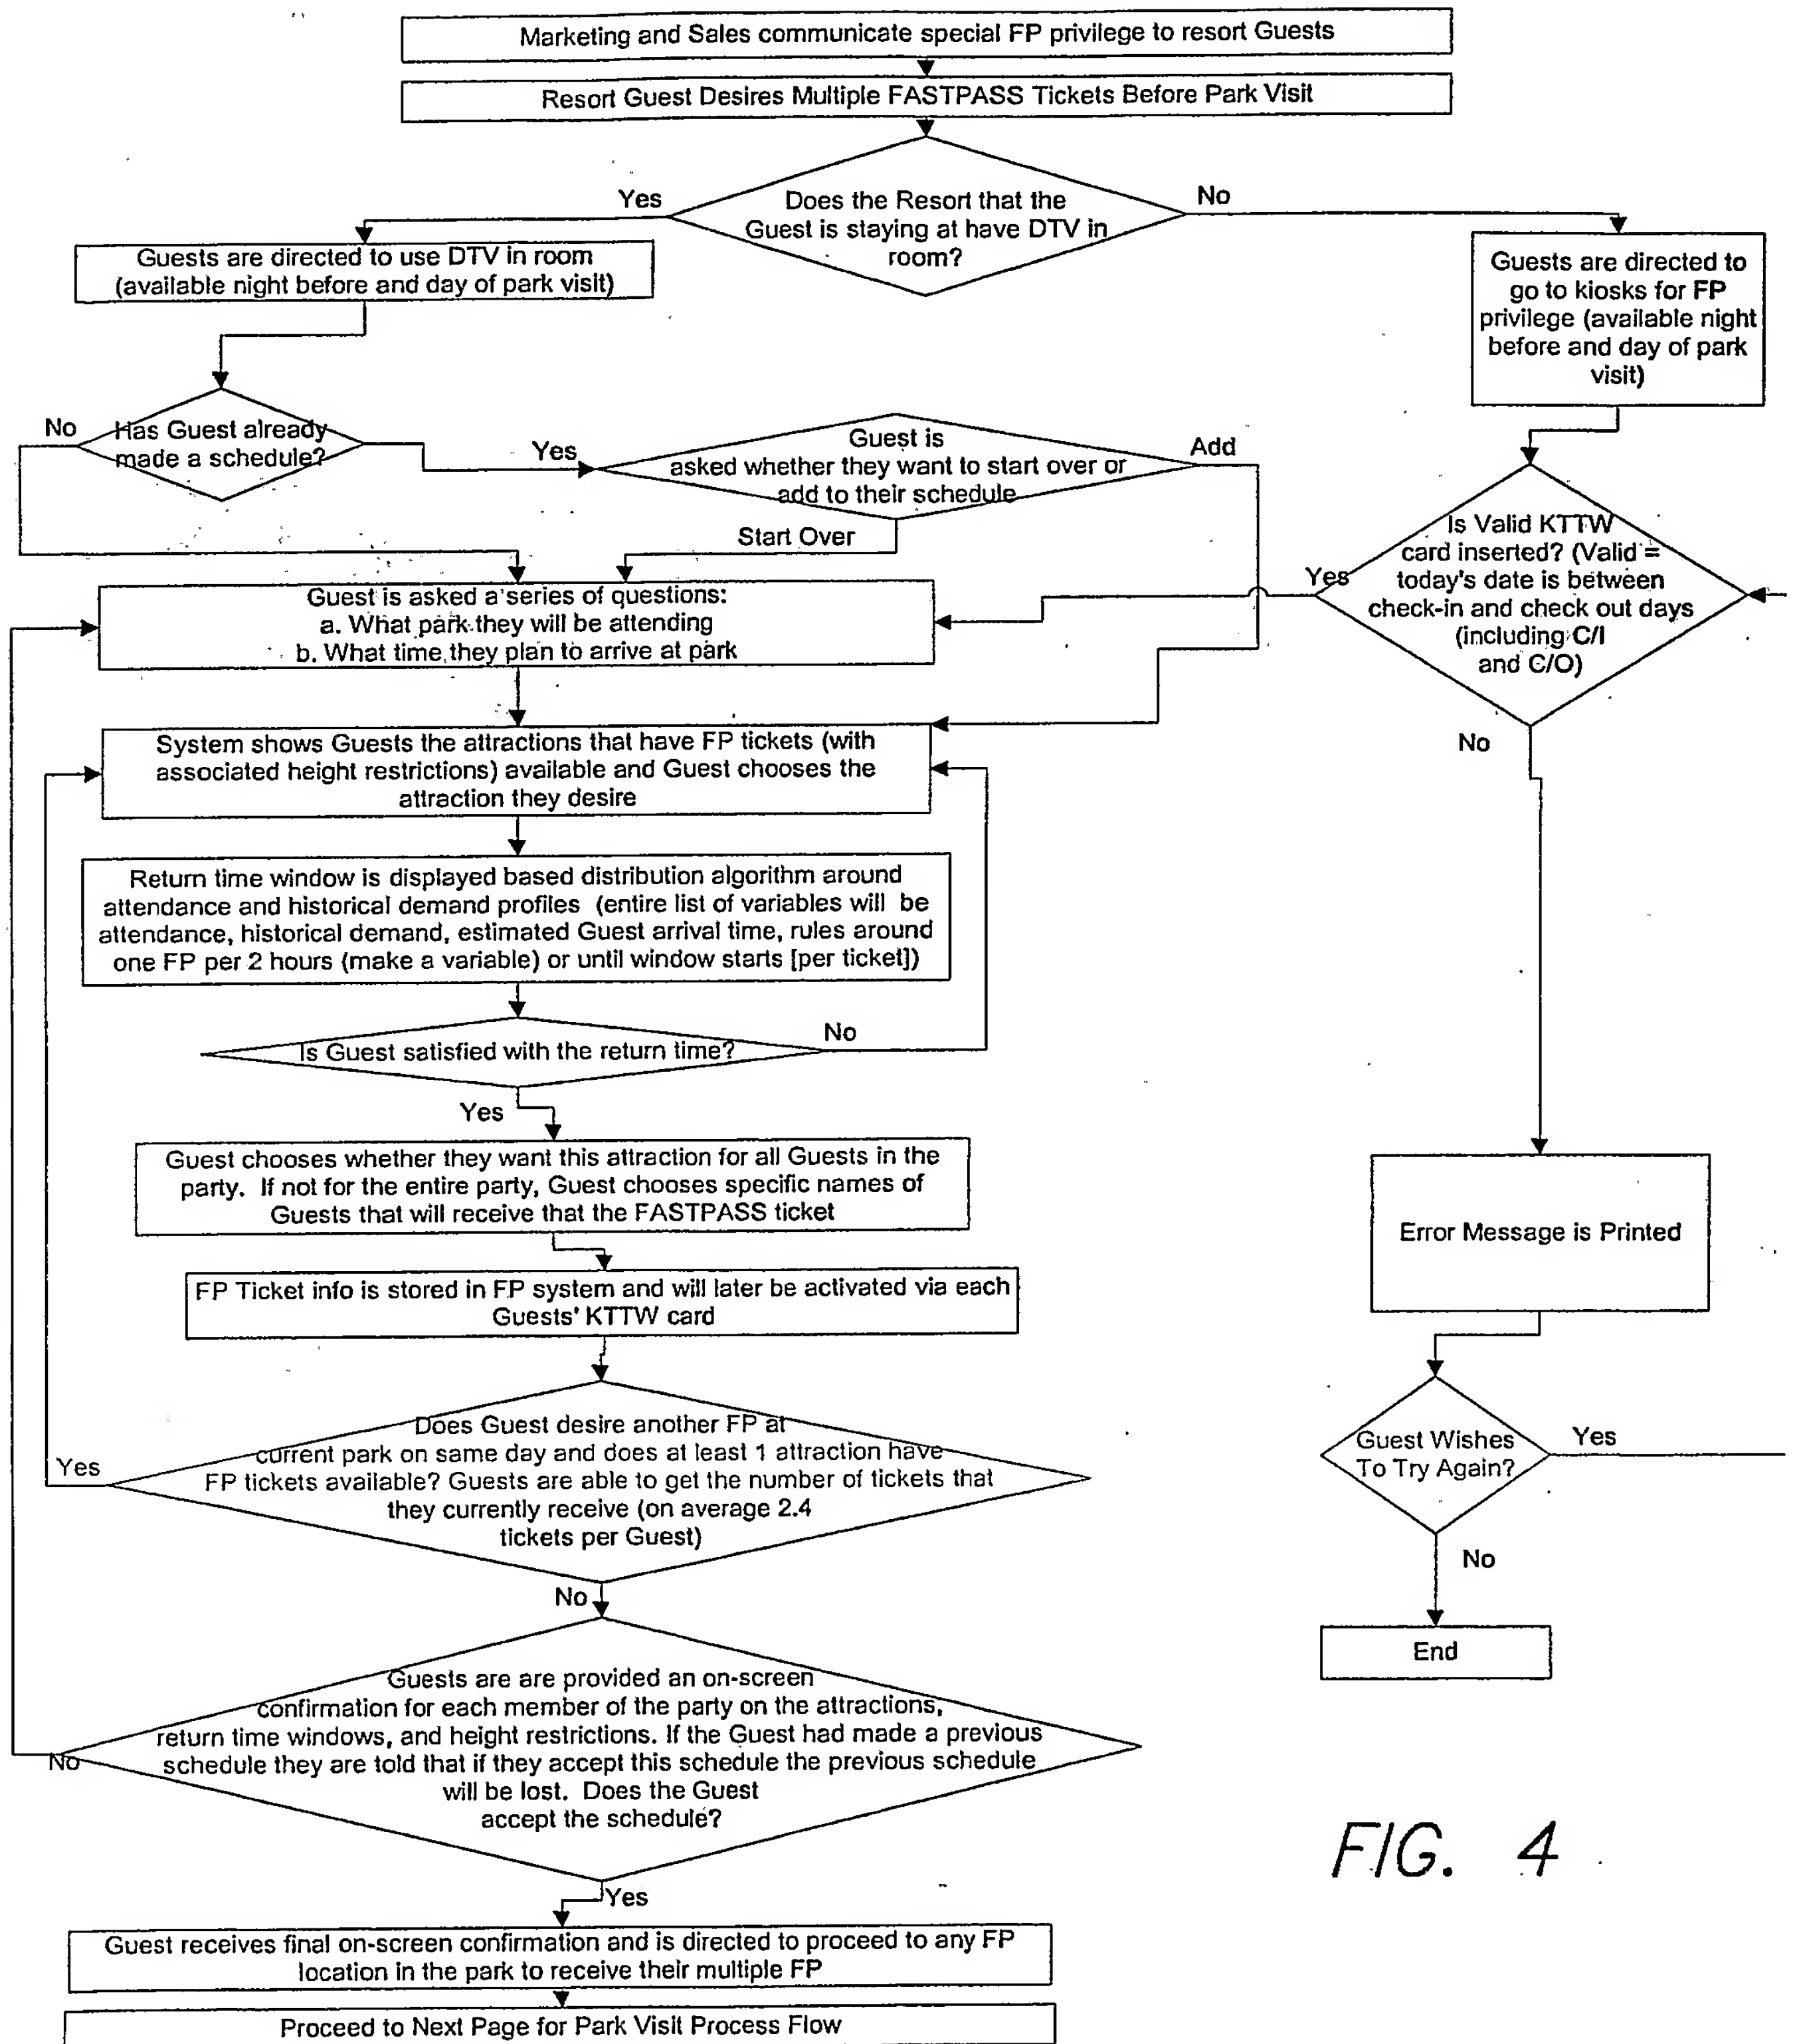 Marketing and Sales communicate special FP privilege to resort Guests
Resort Guest Desires Multiple FASTPASS Tickets Before Park Visit
Does the Resort that the
Guest is staying at have DTV in
room?
Yes
No
Guests are directed to use DTV in room
(available night before and day of park visit)
Guests are directed to
go to kiosks for FP
privilege (available night
before and day of park
visit)
Has Guest already
made a schedule?
No
Yes
Guest is
asked whether they want to start over or
add to their schedule
Add
Start Over
Is Valid KTTW
card inserted? (Valid =
today's date is between
check-in and check out days
(including C/I
and C/O)
Yes
No
Guest is asked a series of questions:
a. What park they will be attending
b. What time they plan to arrive at park
System shows Guests the attractions that have FP tickets (with
associated height restrictions) available and Guest chooses the
attraction they desire
Return time window is displayed based distribution algorithm around
attendance and historical demand profiles (entire list of variables will be
attendance, historical demand, estimated Guest arrival time, rules around
one FP per 2 hours (make a variable) or until window starts [per ticket])
Is Guest satisfied with the return time?
No
Yes
Guest chooses whether they want this attraction for all Guests in the
party. If not for the entire party, Guest chooses specific names of
Guests that will receive that the FASTPASS ticket
Error Message is Printed
FP Ticket info is stored in FP system and will later be activated via each
Guests' KTTW card
Does Guest desire another FP at
current park on same day and does at least 1 attraction have
FP tickets available? Guests are able to get the number of tickets that
they currently receive (on average 2.4
tickets per Guest)
Yes
No
Guest Wishes
To Try Again?
Yes
No
End
Guests are are provided an on-screen
confirmation for each member of the party on the attractions,
return time windows, and height restrictions. If the Guest had made a previous
schedule they are told that if they accept this schedule the previous schedule
will be lost. Does the Guest
accept the schedule?
No
Yes
FIG. 4
Guest receives final on-screen confirmation and is directed to proceed to any FP
location in the park to receive their multiple FP
Proceed to Next Page for Park Visit Process Flow